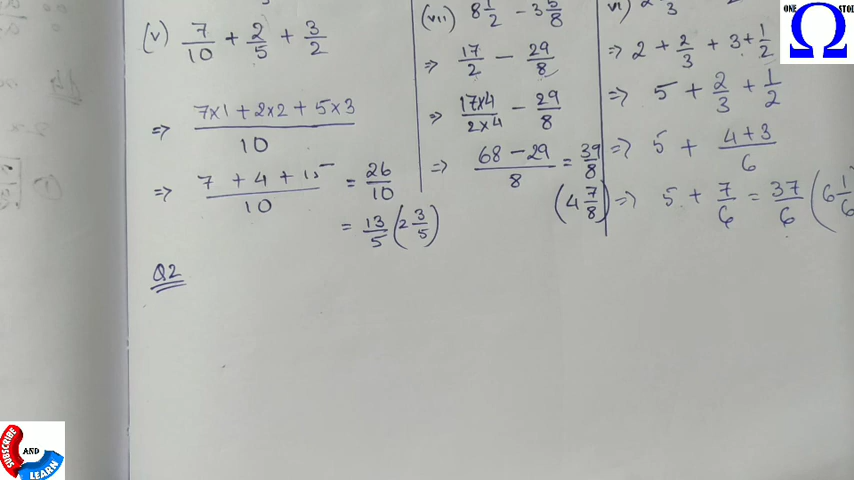 (v) 7/10 + 2/5 + 3/2
⇒ 7×1 + 2×2 + 5×3 / 10
⇒ 7 + 4 + 15 / 10 = 26/10
= 13/5 (2 3/5)
Q2
(vii) 8 1/2 - 3 5/8
⇒ 17/2 - 29/8
⇒ 17×4 / 2×4 - 29/8
⇒ 68 - 29 / 8 = 39/8
(4 7/8)
vi)
⇒ 2 + 2/3 + 3 + 1/2
⇒ 5 + 2/3 + 1/2
⇒ 5 + 4+3 / 6
⇒ 5 + 7/6 = 37/6 (6 1/6
ONE
STOP
Ω
SUBSCRIBE
AND
LEARN